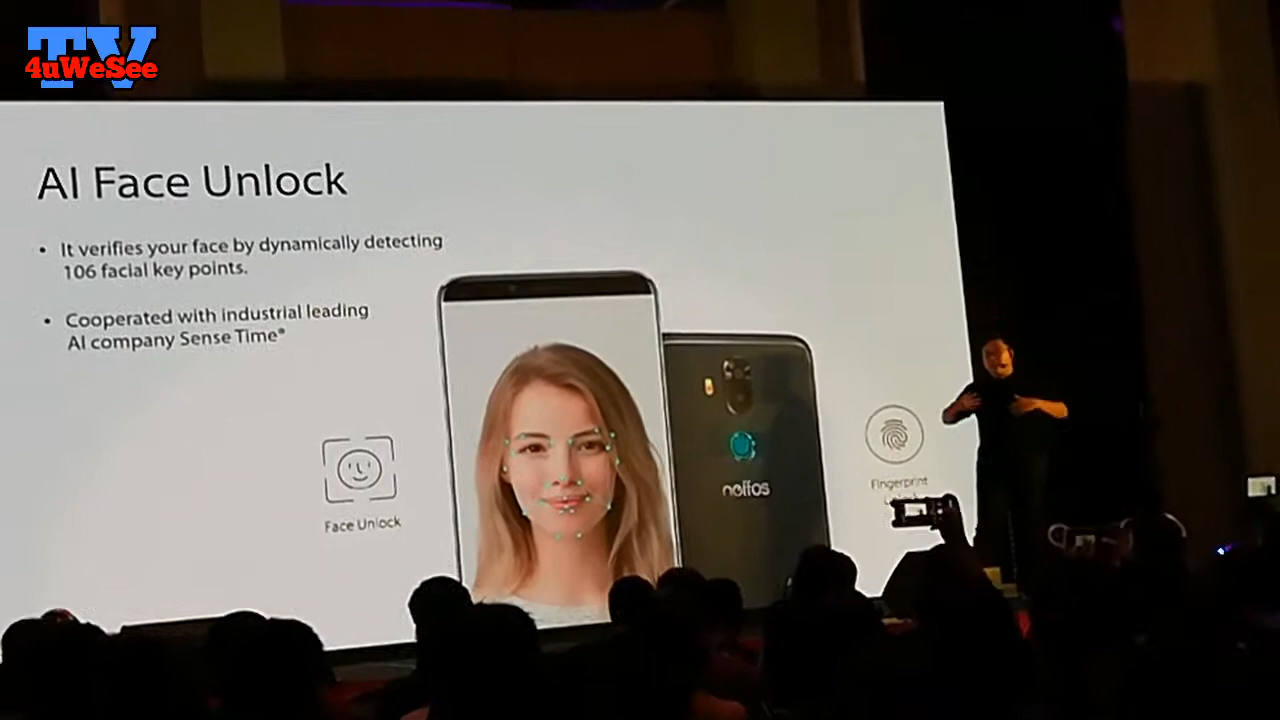 TV
4uWeSee
AI Face Unlock
• It verifies your face by dynamically detecting
106 facial key points.
• Cooperated with industrial leading
AI company Sense Time®
Face Unlock
neffos
Fingerprint